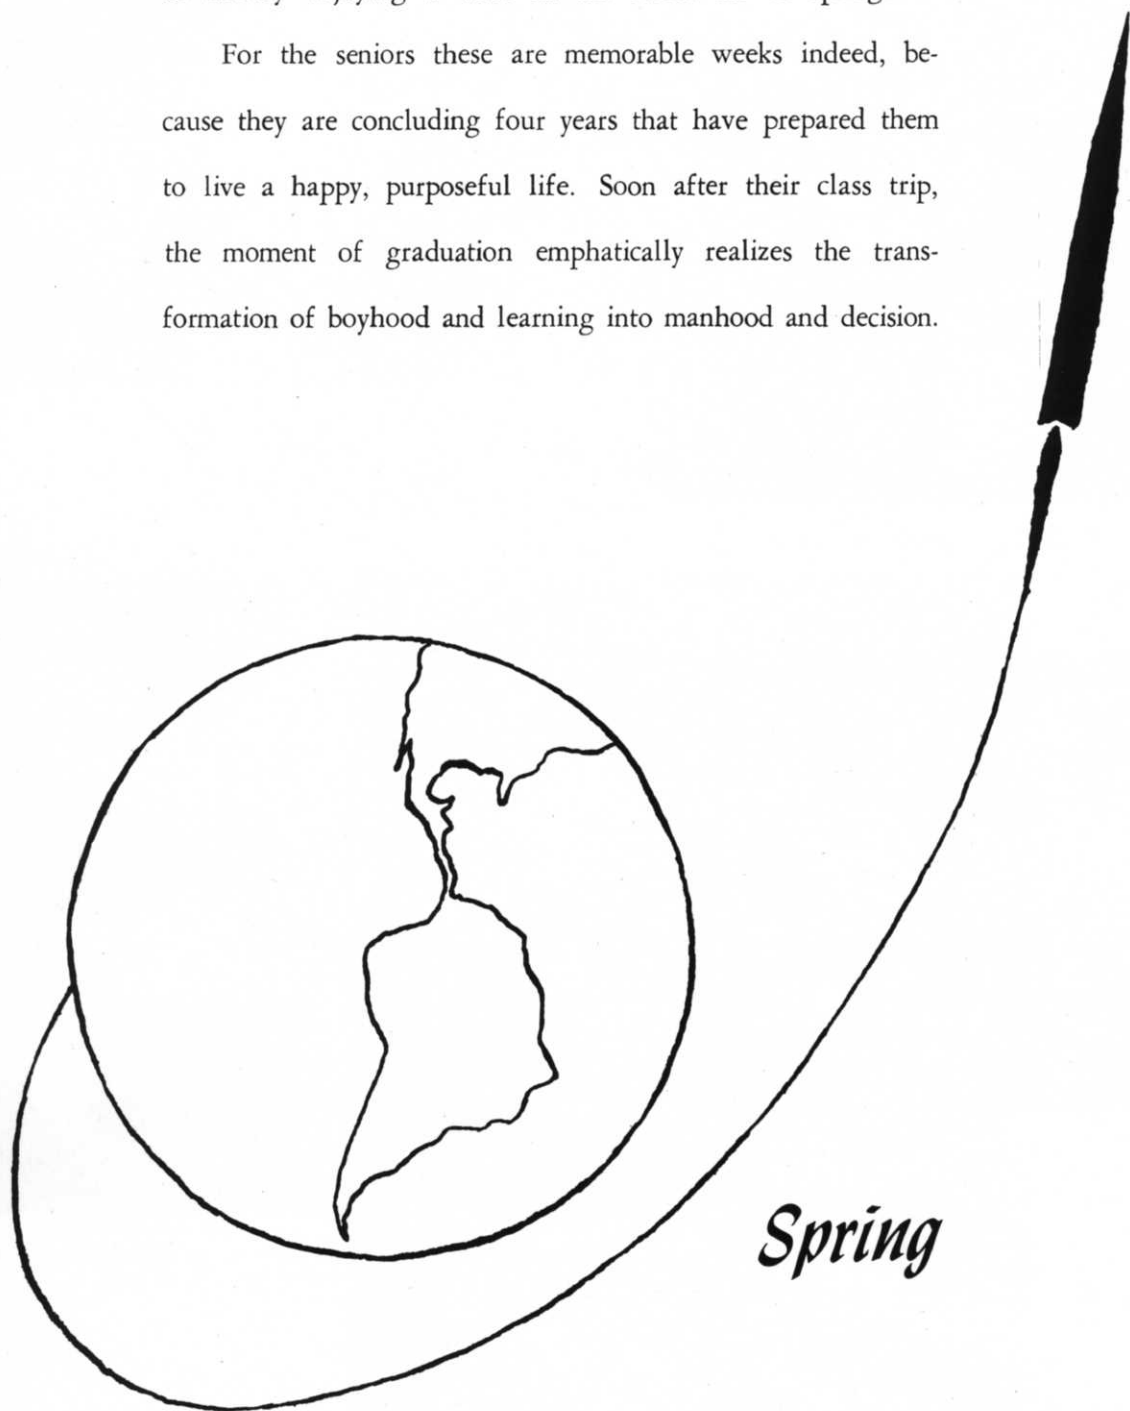 For the seniors these are memorable weeks indeed, be-
cause they are concluding four years that have prepared them
to live a happy, purposeful life. Soon after their class trip,
the moment of graduation emphatically realizes the trans-
formation of boyhood and learning into manhood and decision.
Spring